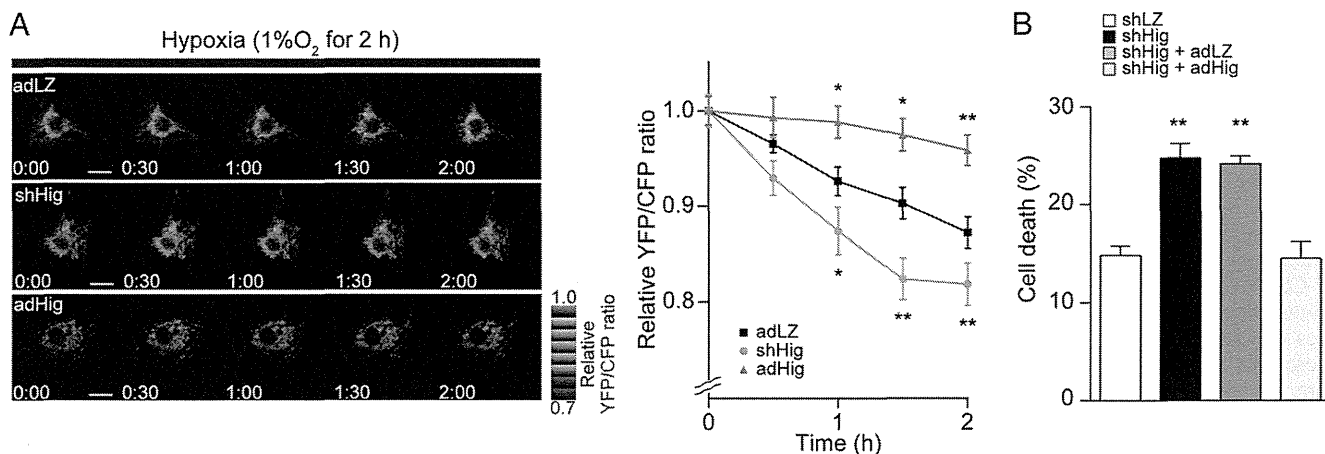 A
Hypoxia (1%O₂ for 2 h)
adLZ
0:00 0:30 1:00 1:30 2:00
shHig
0:00 0:30 1:00 1:30 2:00
adHig
0:00 0:30 1:00 1:30 2:00
1.0
0.7
Relative
YFP/CFP ratio
Relative YFP/CFP ratio
1.0
0.9
0.8
* * **
* ** **
adLZ
shHig
adHig
0 1 2
Time (h)
B
shLZ
shHig
shHig + adLZ
shHig + adHig
Cell death (%)
30
20
10
0
** **